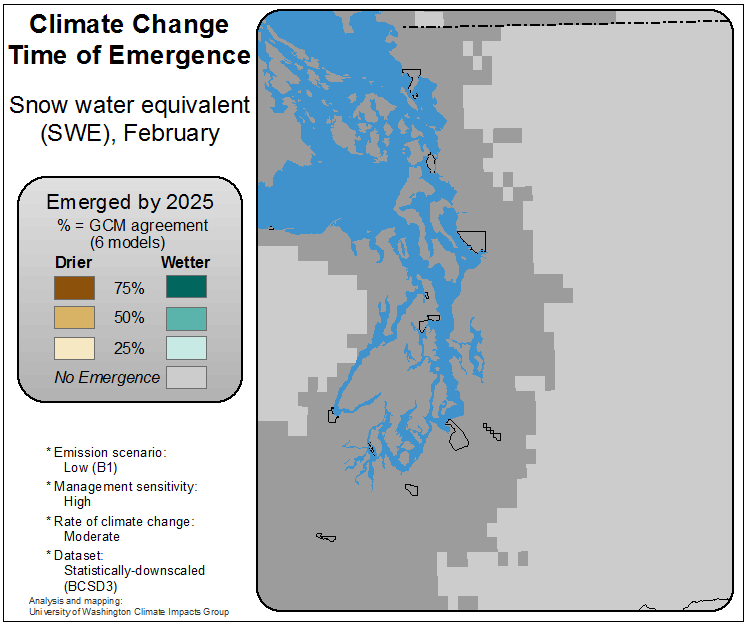 Climate Change
Time of Emergence
Snow water equivalent
(SWE), February
Emerged by 2025
% = GCM agreement
(6 models)
Drier Wetter
75%
50%
25%
No Emergence
* Emission scenario:
Low (B1)
* Management sensitivity:
High
* Rate of climate change:
Moderate
* Dataset:
Statistically-downscaled
(BCSD3)
Analysis and mapping:
University of Washington Climate Impacts Group